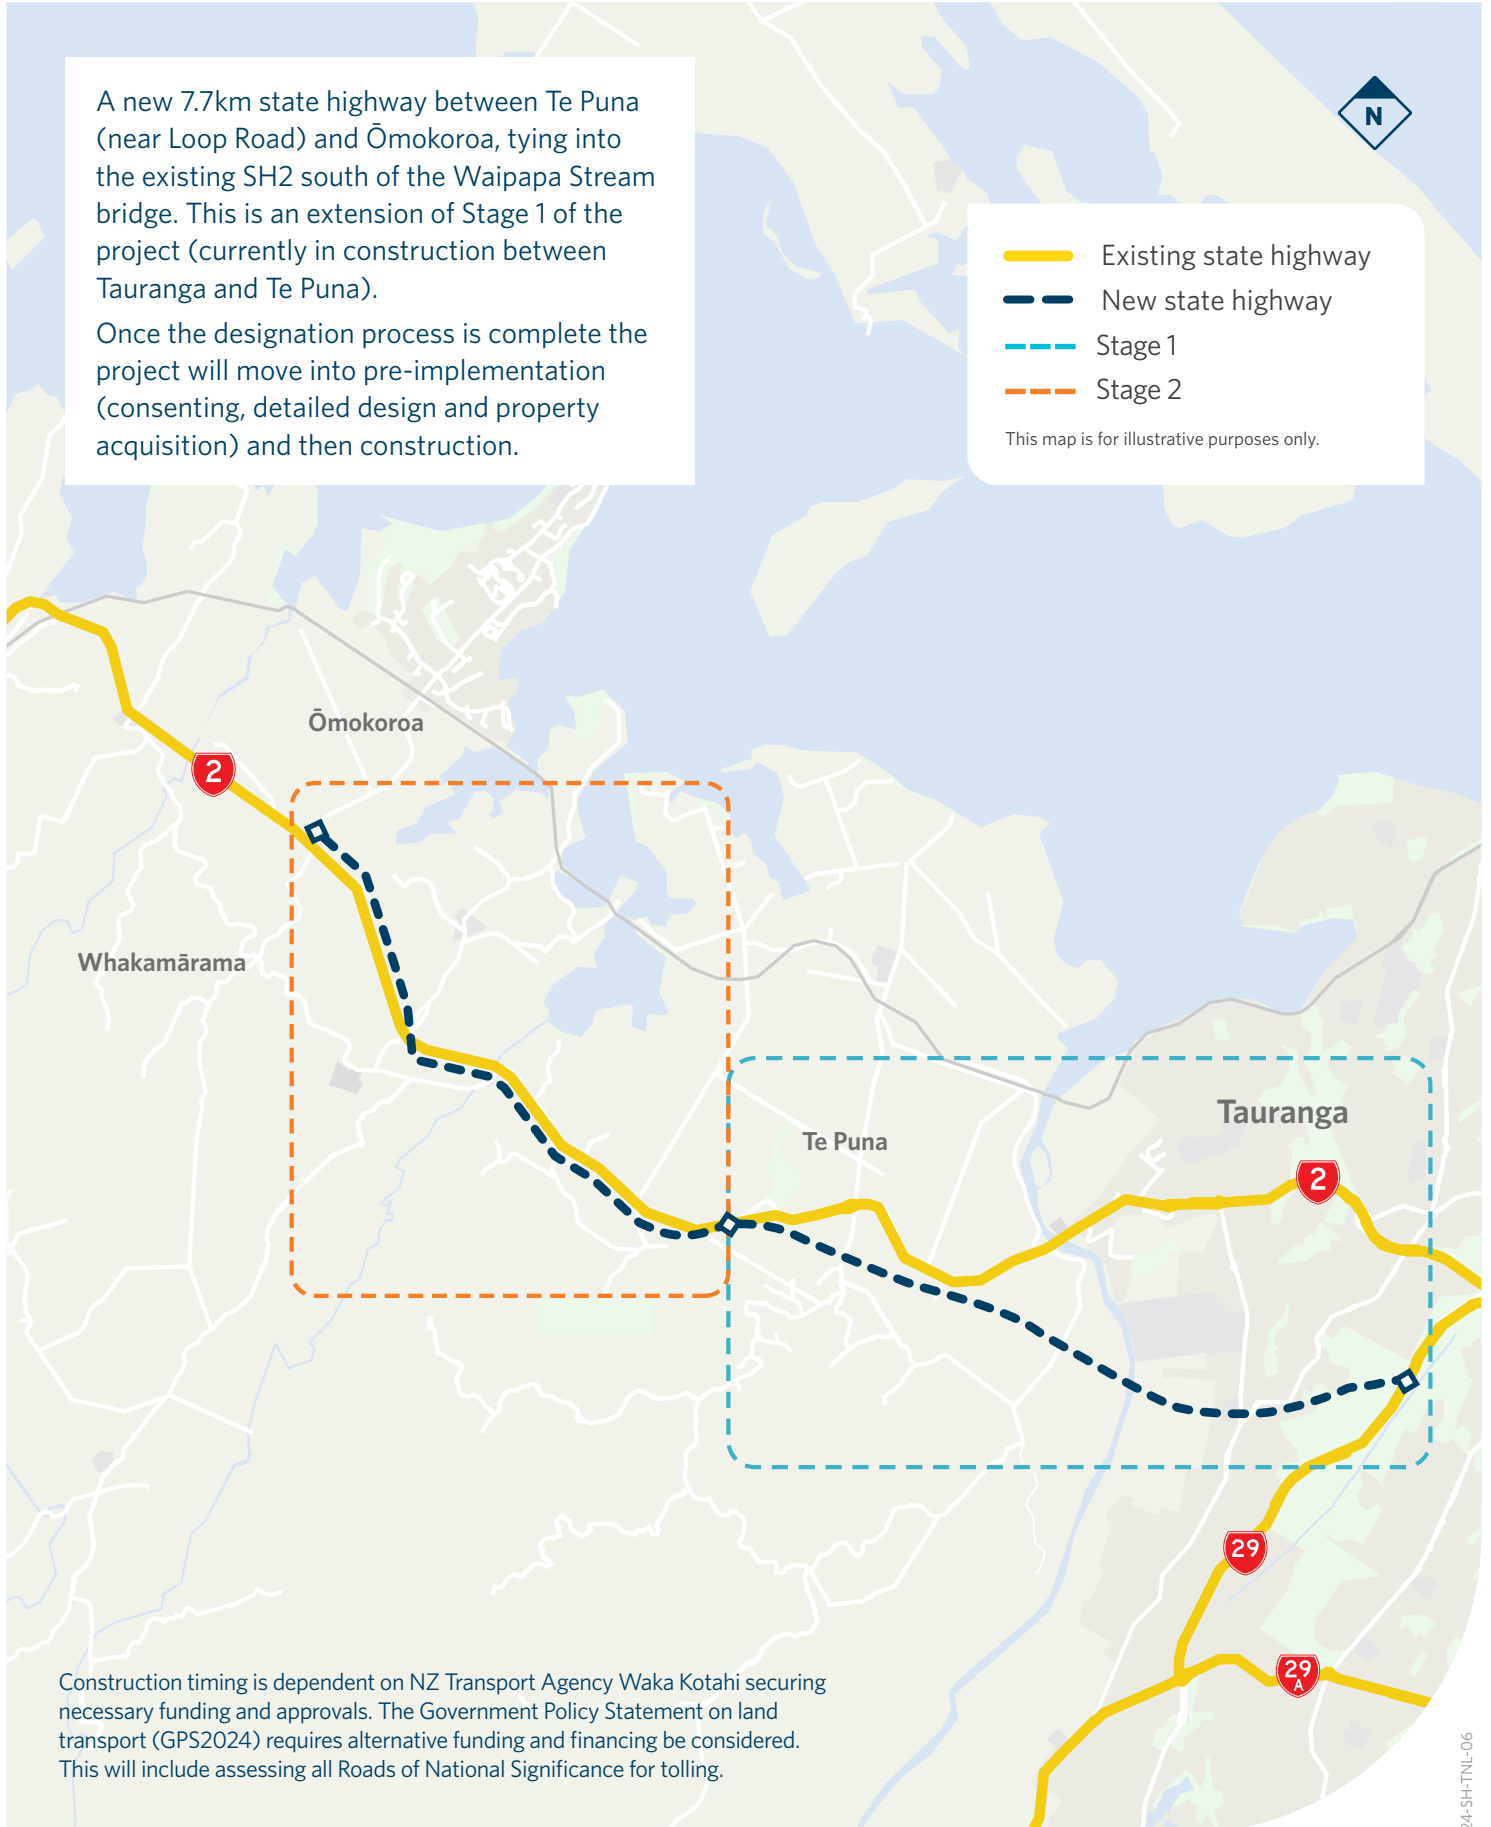 A new 7.7km state highway between Te Puna
(near Loop Road) and Ōmokoroa, tying into
the existing SH2 south of the Waipapa Stream
bridge. This is an extension of Stage 1 of the
project (currently in construction between
Tauranga and Te Puna).
Once the designation process is complete the
project will move into pre-implementation
(consenting, detailed design and property
acquisition) and then construction.
N
Existing state highway
New state highway
Stage 1
Stage 2
This map is for illustrative purposes only.
Ōmokoroa
2
Whakamārama
Te Puna
Tauranga
2
29
29
A
Construction timing is dependent on NZ Transport Agency Waka Kotahi securing
necessary funding and approvals. The Government Policy Statement on land
transport (GPS2024) requires alternative funding and financing be considered.
This will include assessing all Roads of National Significance for tolling.
24-SH-TNL-06